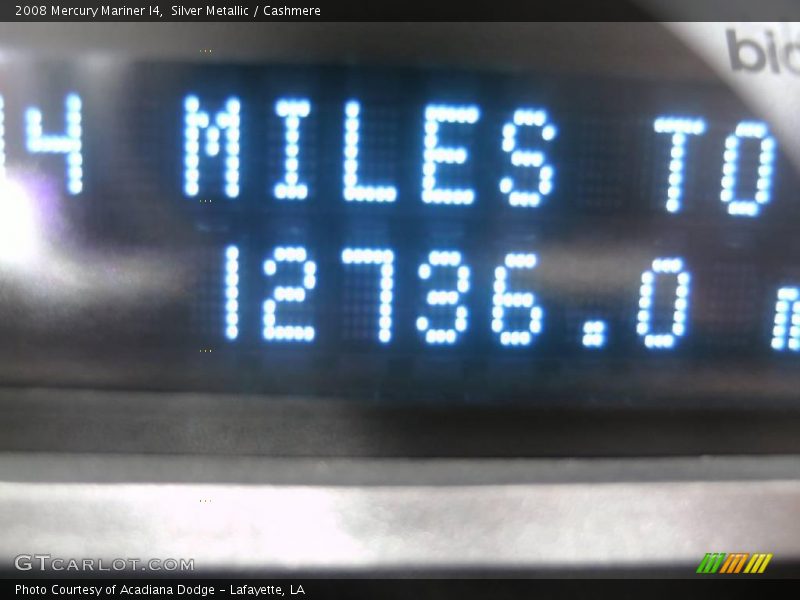 2008 Mercury Mariner I4,  Silver Metallic / Cashmere
4 MILES TO
12736.0
GTCARLOT.COM
Photo Courtesy of Acadiana Dodge - Lafayette, LA